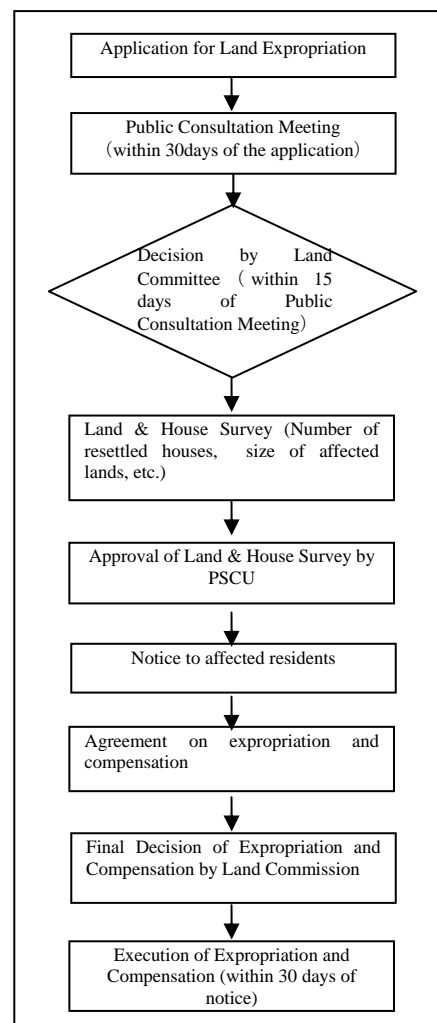 Application for Land Expropriation
Public Consultation Meeting
（within 30days of the application）
Decision by Land
Committee （within 15
days of Public
Consultation Meeting）
Land & House Survey (Number of
resettled houses, size of affected
lands, etc.)
Approval of Land & House Survey by
PSCU
Notice to affected residents
Agreement on expropriation and
compensation
Final Decision of Expropriation and
Compensation by Land Commission
Execution of Expropriation and
Compensation (within 30 days of
notice)